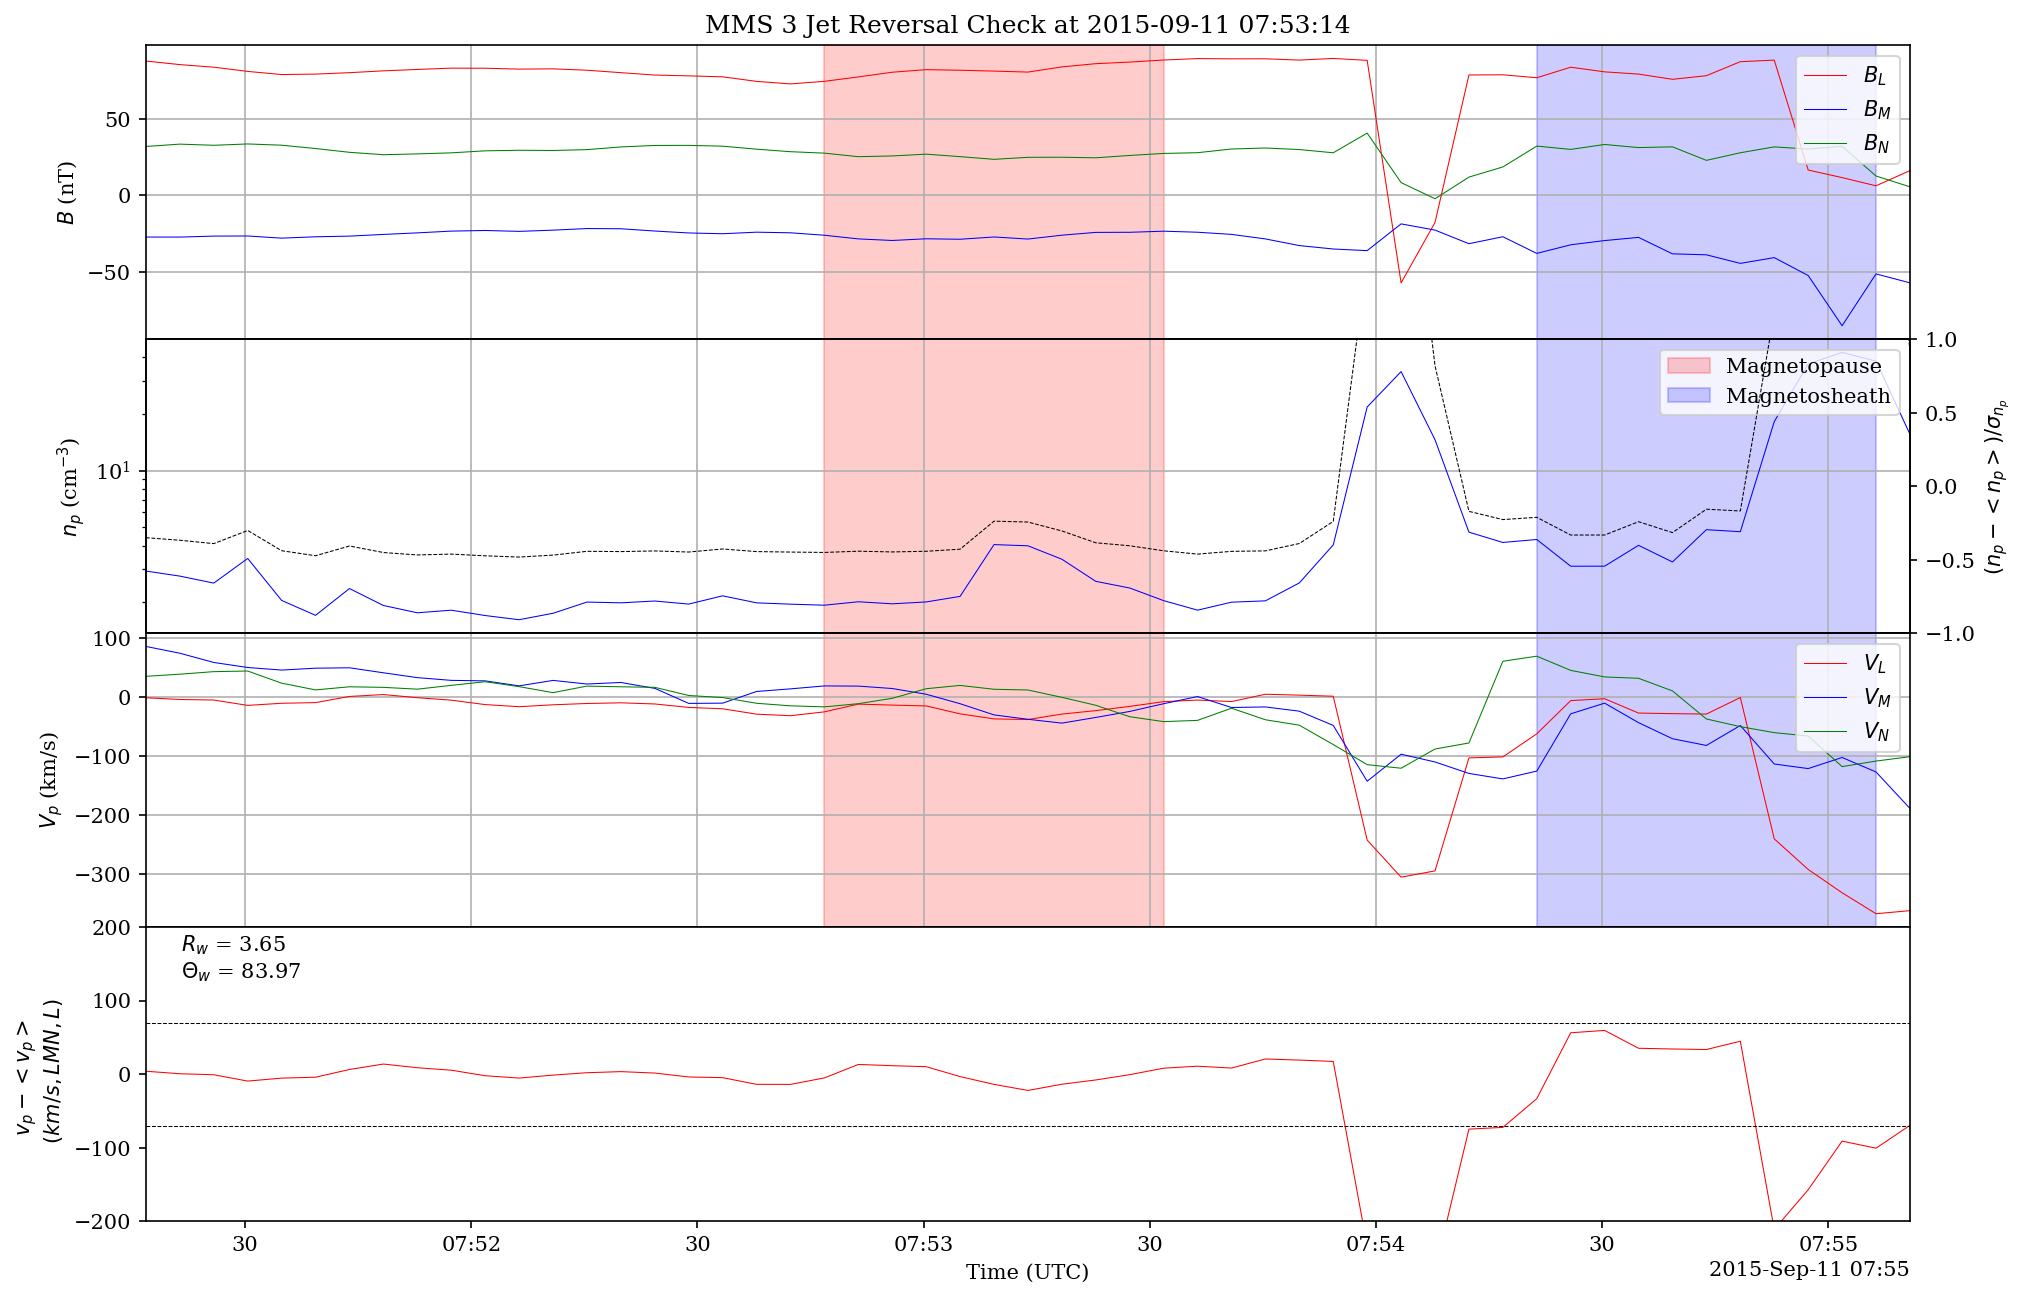 MMS 3 Jet Reversal Check at 2015-09-11 07:53:14
B (nT)
50
0
−50
B_L
B_M
B_N
n_p (cm^{−3})
10^1
1.0
0.5
0.0
−0.5
−1.0
(n_p − < n_p >)/σ_{n_p}
Magnetopause
Magnetosheath
V_p (km/s)
100
0
−100
−200
−300
V_L
V_M
V_N
v_p − < v_p >
(km/s, LMN, L)
200
100
0
−100
−200
R_w = 3.65
Θ_w = 83.97
30
07:52
30
07:53
30
07:54
30
07:55
Time (UTC)
2015-Sep-11 07:55